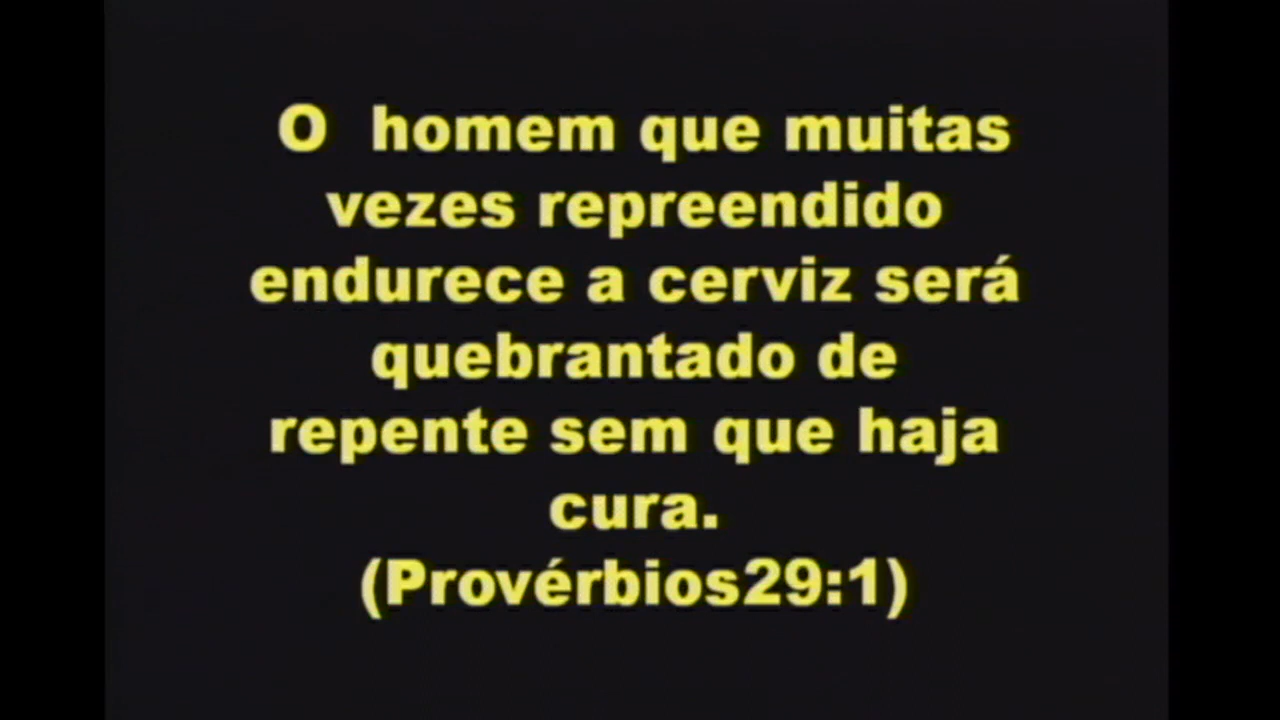 O homem que muitas
vezes repreendido
endurece a cerviz será
quebrantado de
repente sem que haja
cura.
(Provérbios29:1)